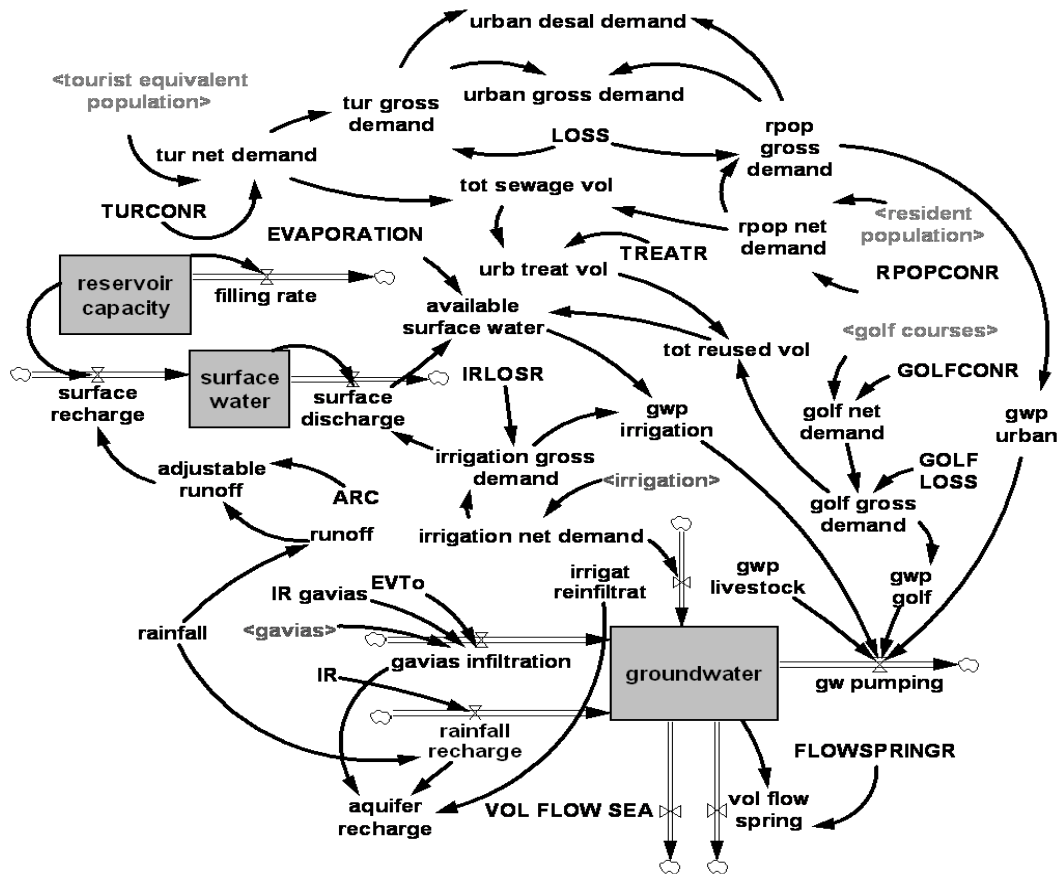 urban desal demand
<tourist equivalent
population>
urban gross demand
tur gross
demand
LOSS
rpop
gross
demand
tur net demand
tot sewage vol
TURCONR
<resident
population>
rpop net
demand
EVAPORATION
TREATR
urb treat vol
RPOPCONR
reservoir
capacity
filling rate
available
surface water
<golf courses>
tot reused vol
surface
recharge
surface
water
surface
discharge
IRLOSR
GOLFCONR
gwp
irrigation
golf net
demand
gwp
urban
adjustable
runoff
irrigation gross
demand
GOLF
LOSS
ARC
<irrigation>
golf gross
demand
runoff
irrigation net demand
irrigat
reinfiltrat
gwp
livestock
gwp
golf
IR gavias
EVTo
rainfall
<gavias>
gavias infiltration
groundwater
IR
gw pumping
rainfall
recharge
FLOWSPRINGR
aquifer
recharge
VOL FLOW SEA
vol flow
spring